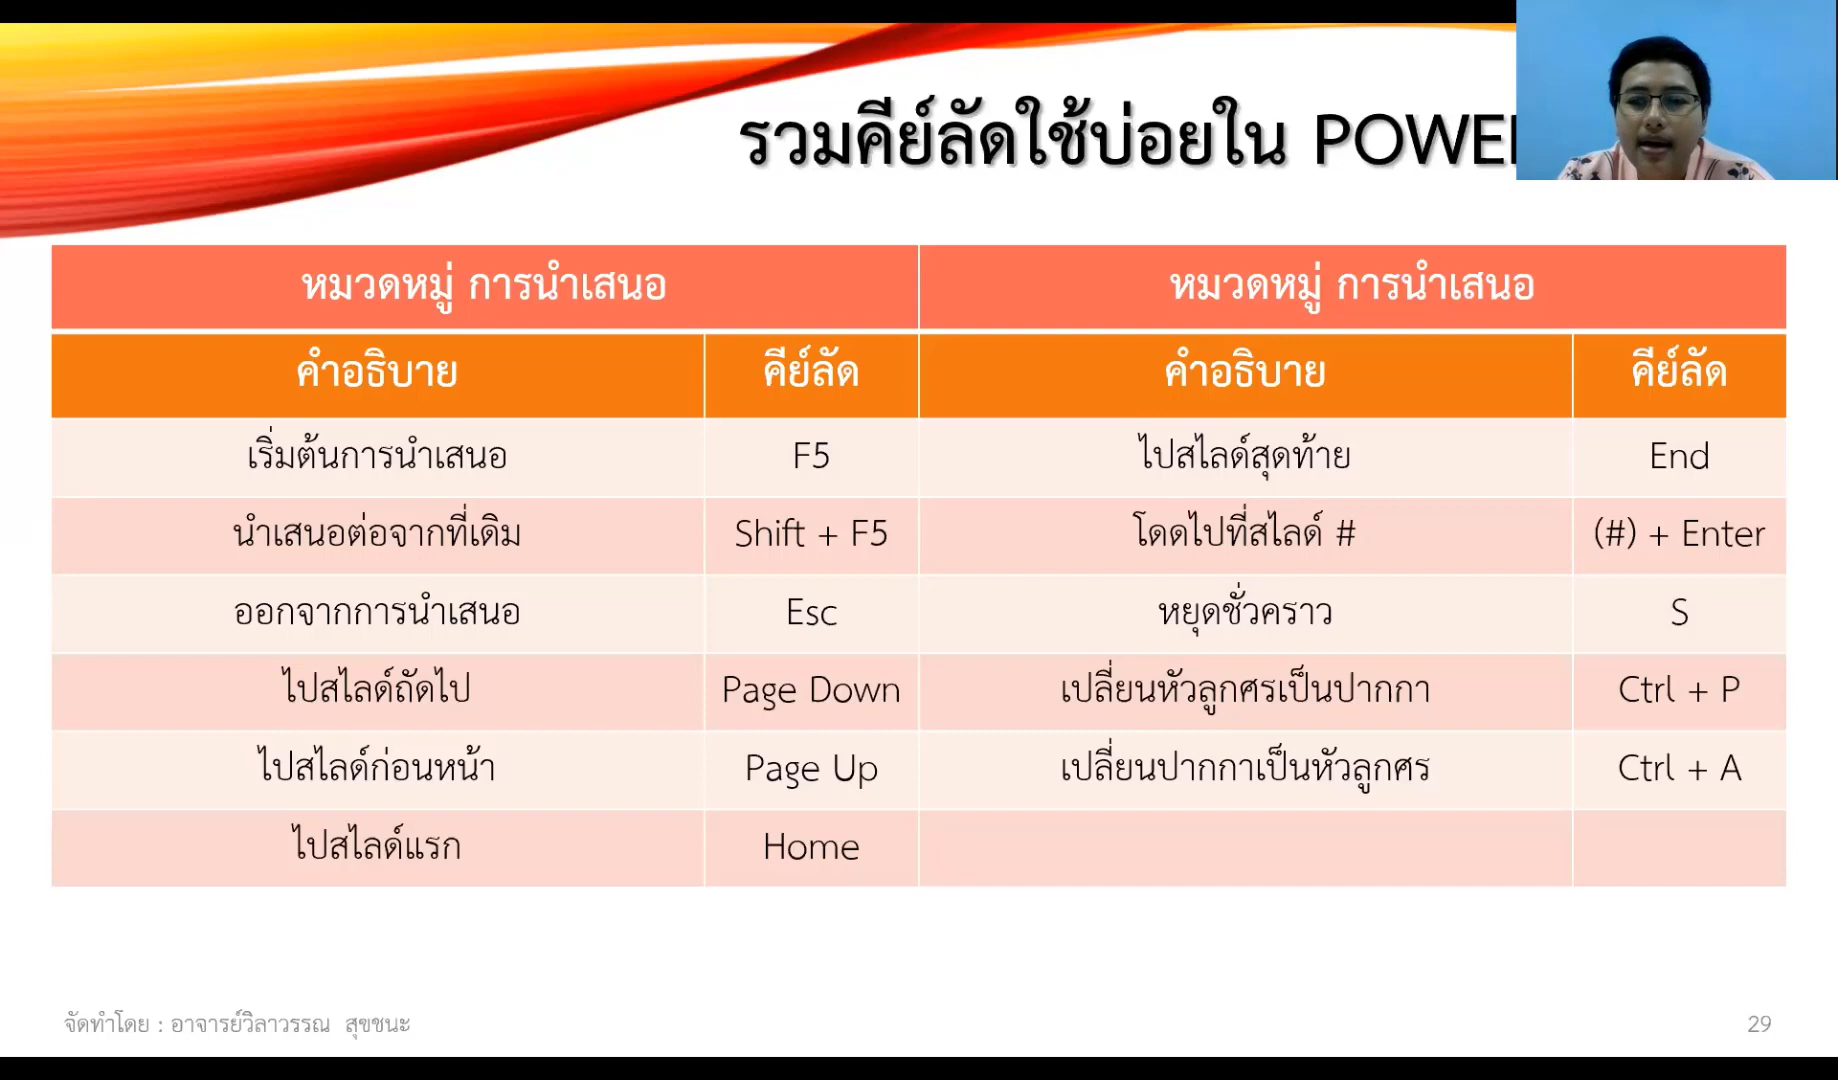 รวมคีย์ลัดใช้บ่อยใน
หมวดหมู่ การนำเสนอ หมวดหมู่ การนำเสนอ
คำอธิบาย คีย์ลัด คำอธิบาย คีย์ลัด
เริ่มต้นการนำเสนอ F5 ไปสไลด์สุดท้าย End
นำเสนอต่อจากที่เดิม Shift + F5 โดดไปที่สไลด์ # (#) + Enter
ออกจากการนำเสนอ Esc หยุดชั่วคราว S
ไปสไลด์ถัดไป Page Down เปลี่ยนหัวลูกศรเป็นปากกา Ctrl + P
ไปสไลด์ก่อนหน้า Page Up เปลี่ยนปากกาเป็นหัวลูกศร Ctrl + A
ไปสไลด์แรก Home
จัดทำโดย : อาจารย์วิลาวรรณ สุขชนะ 29